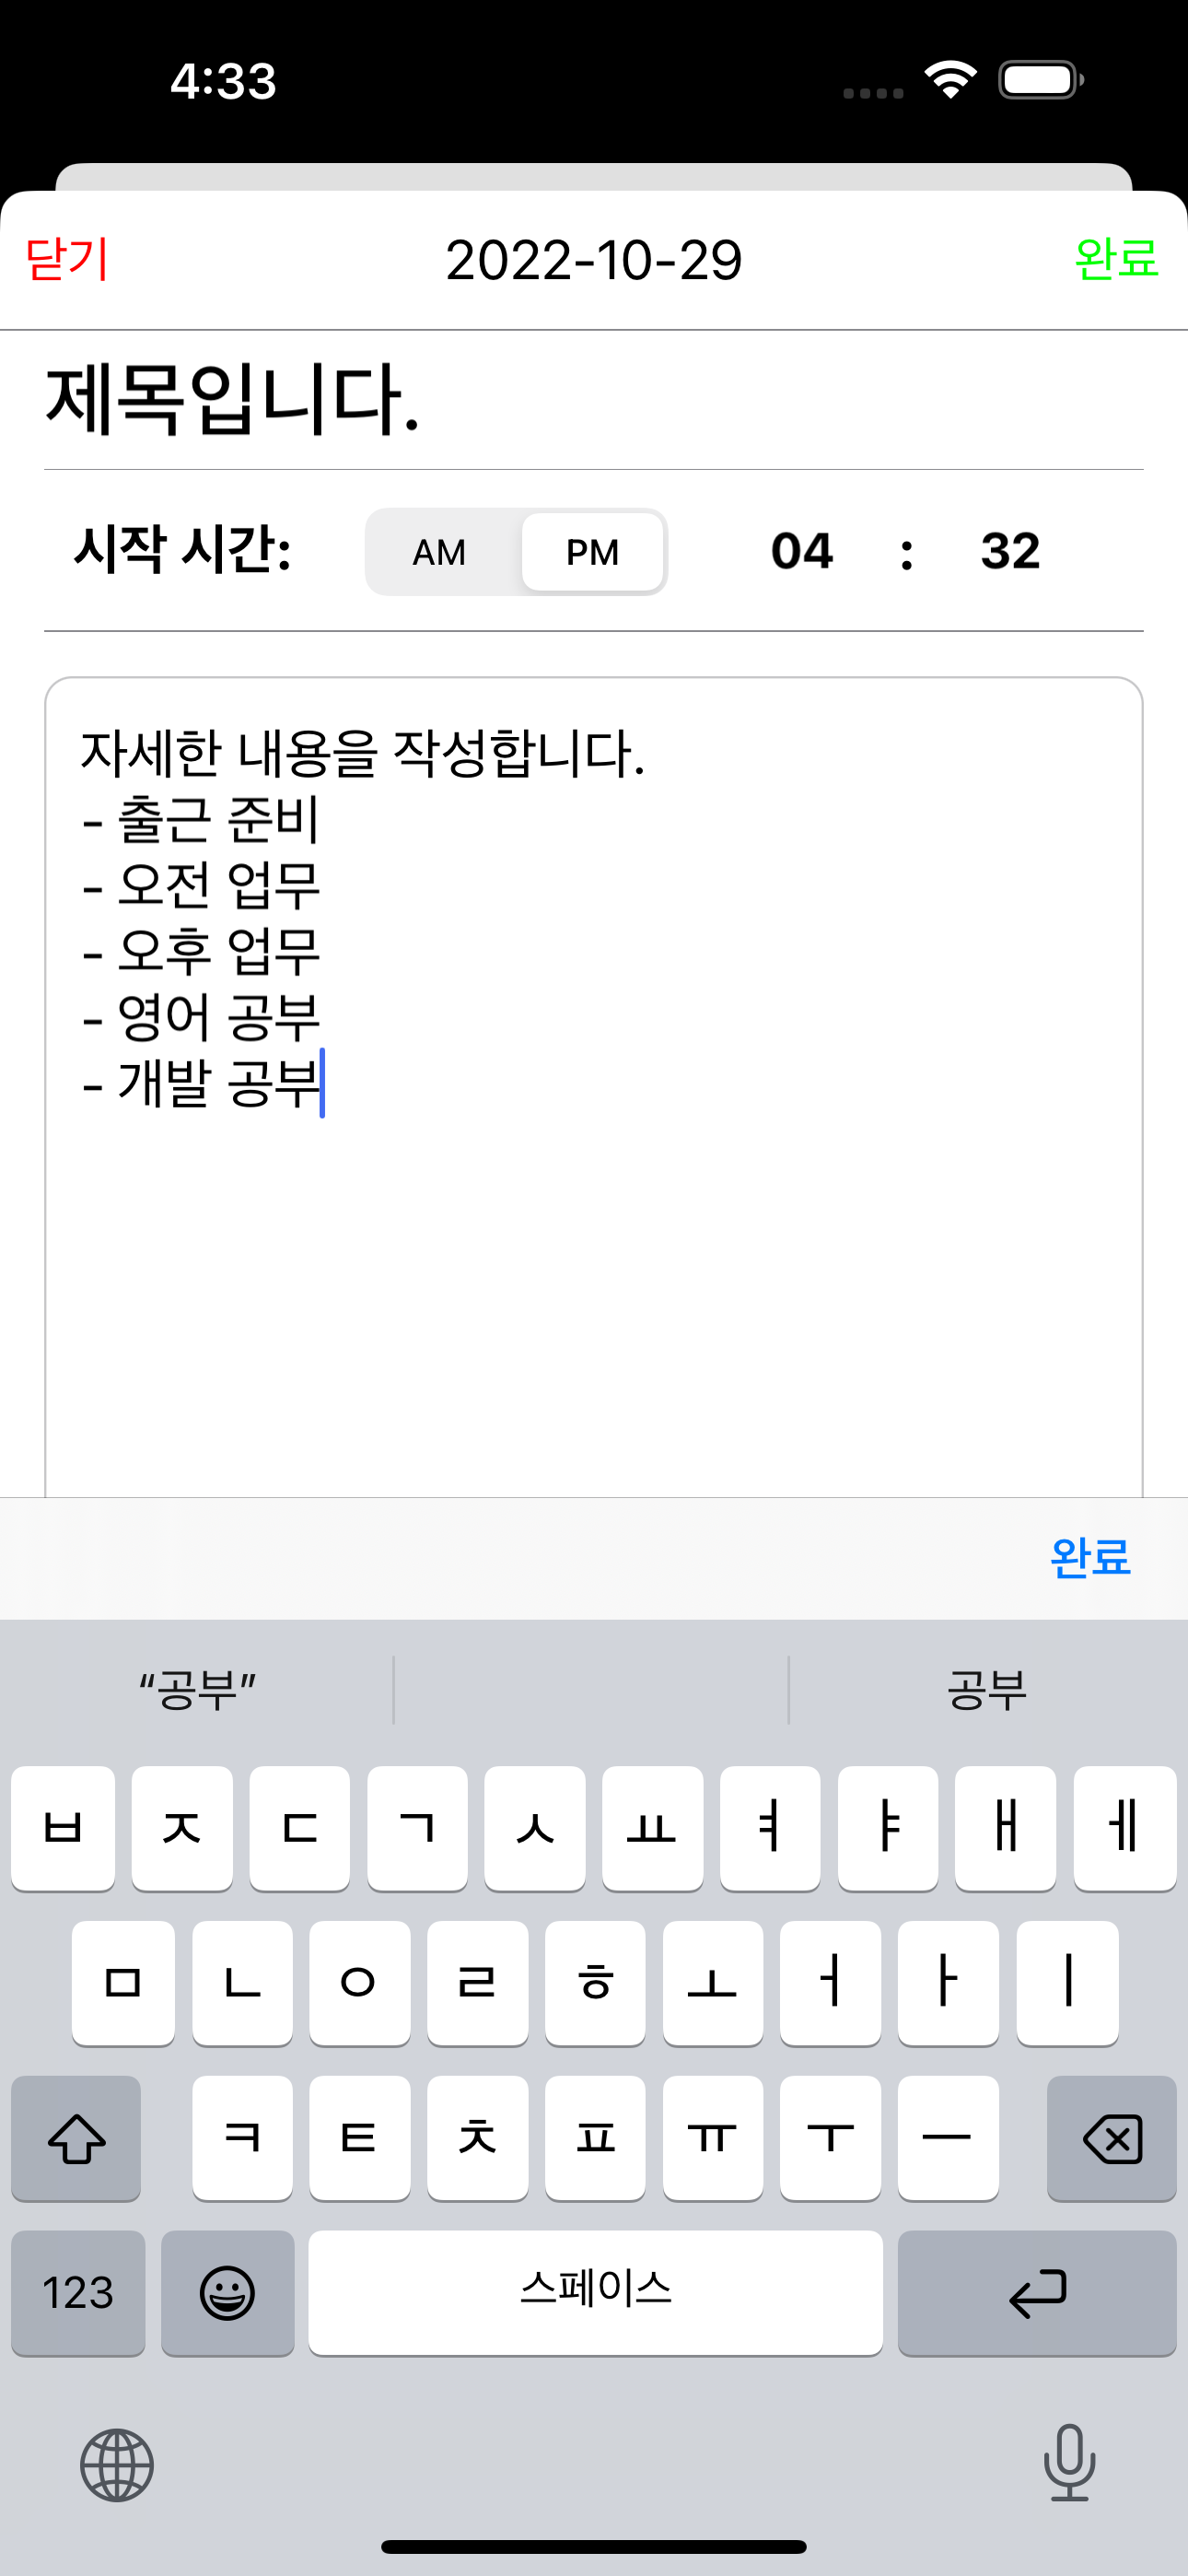 4:33
닫기 2022-10-29 완료
제목입니다.
시작 시간: AM PM 04 : 32
자세한 내용을 작성합니다.
- 출근 준비
- 오전 업무
- 오후 업무
- 영어 공부
- 개발 공부
완료
“공부” 공부
ㅂ ㅈ ㄷ ㄱ ㅅ ㅛ ㅕ ㅑ ㅐ ㅔ
ㅁ ㄴ ㅇ ㄹ ㅎ ㅗ ㅓ ㅏ ㅣ
ㅋ ㅌ ㅊ ㅍ ㅠ ㅜ ㅡ
123 스페이스